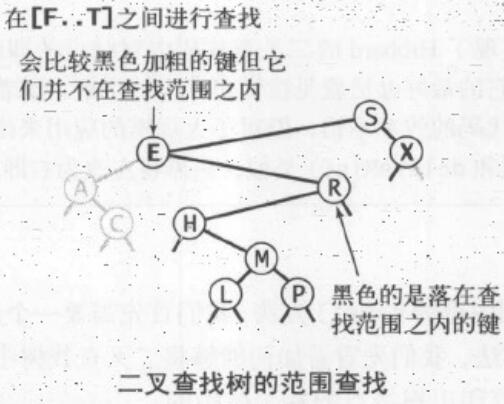 在[F..T]之间进行查找
会比较黑色加粗的键但它
们并不在查找范围之内
S
E
X
A
R
C
H
M
L
P
黑色的是落在查
找范围之内的键
二叉查找树的范围查找